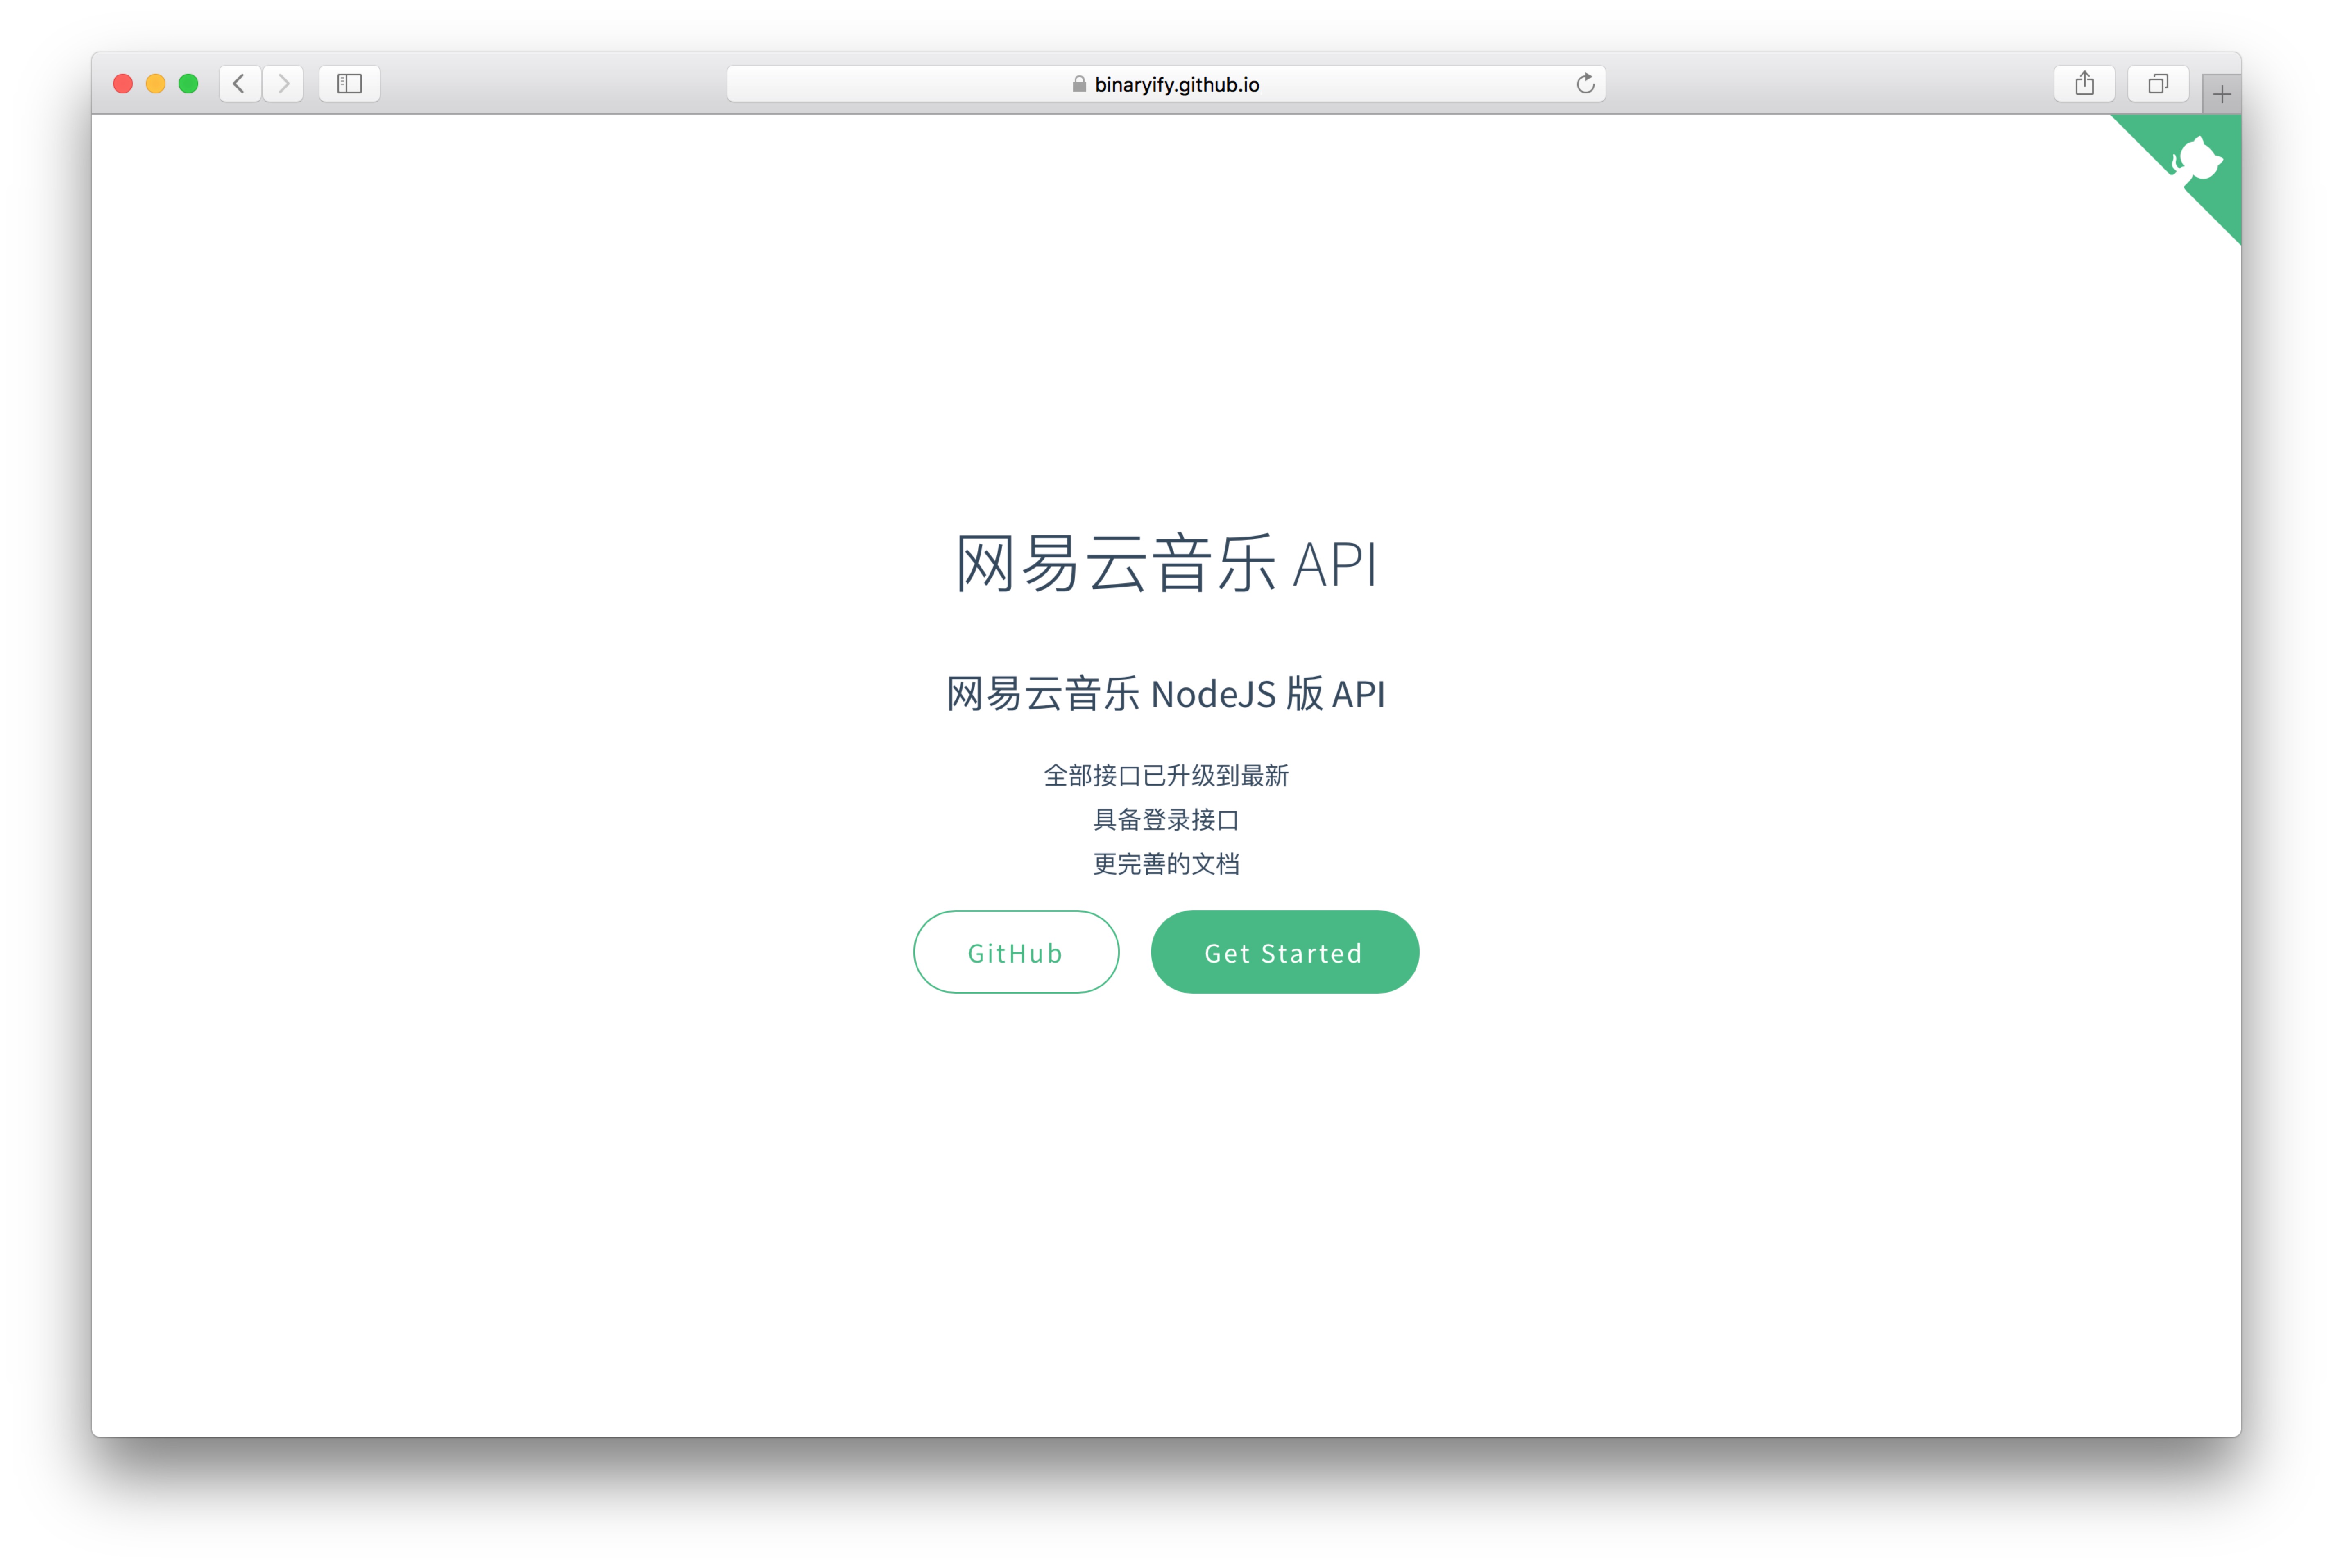 binaryify.github.io
网易云音乐 API
网易云音乐 NodeJS 版 API
全部接口已升级到最新
具备登录接口
更完善的文档
GitHub
Get Started